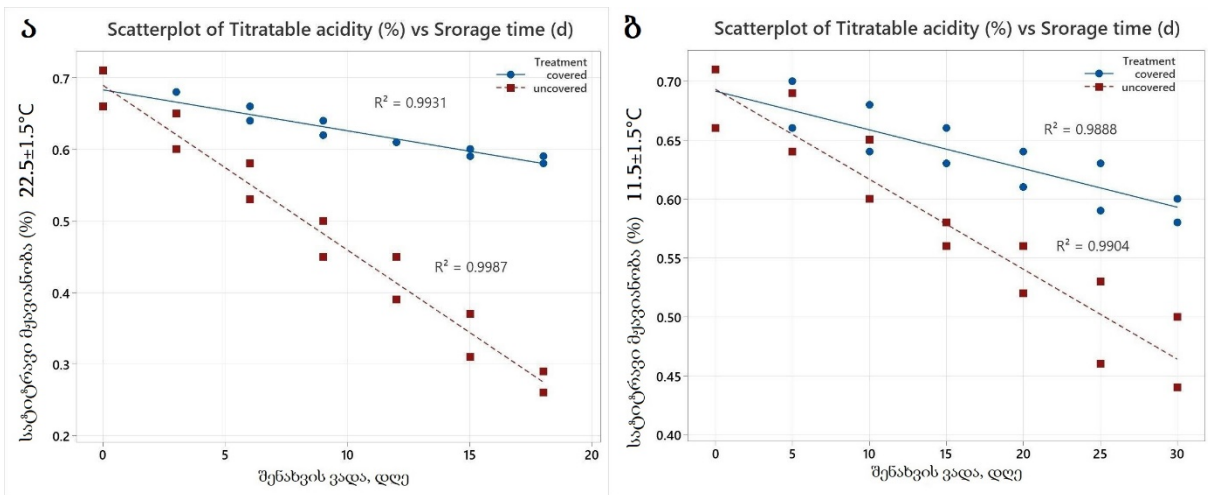 ა
Scatterplot of Titratable acidity (%) vs Srorage time (d)
სატიტრავი მჟავიანობა (%) 22.5±1.5°C
0.7
0.6
0.5
0.4
0.3
0.2
Treatment
covered
uncovered
R² = 0.9931
R² = 0.9987
0 5 10 15 20
შენახვის ვადა, დღე
ბ
Scatterplot of Titratable acidity (%) vs Srorage time (d)
სატიტრავი მჟავიანობა (%) 11.5±1.5°C
0.70
0.65
0.60
0.55
0.50
0.45
0.40
Treatment
covered
uncovered
R² = 0.9888
R² = 0.9904
0 5 10 15 20 25 30
შენახვის ვადა, დღე